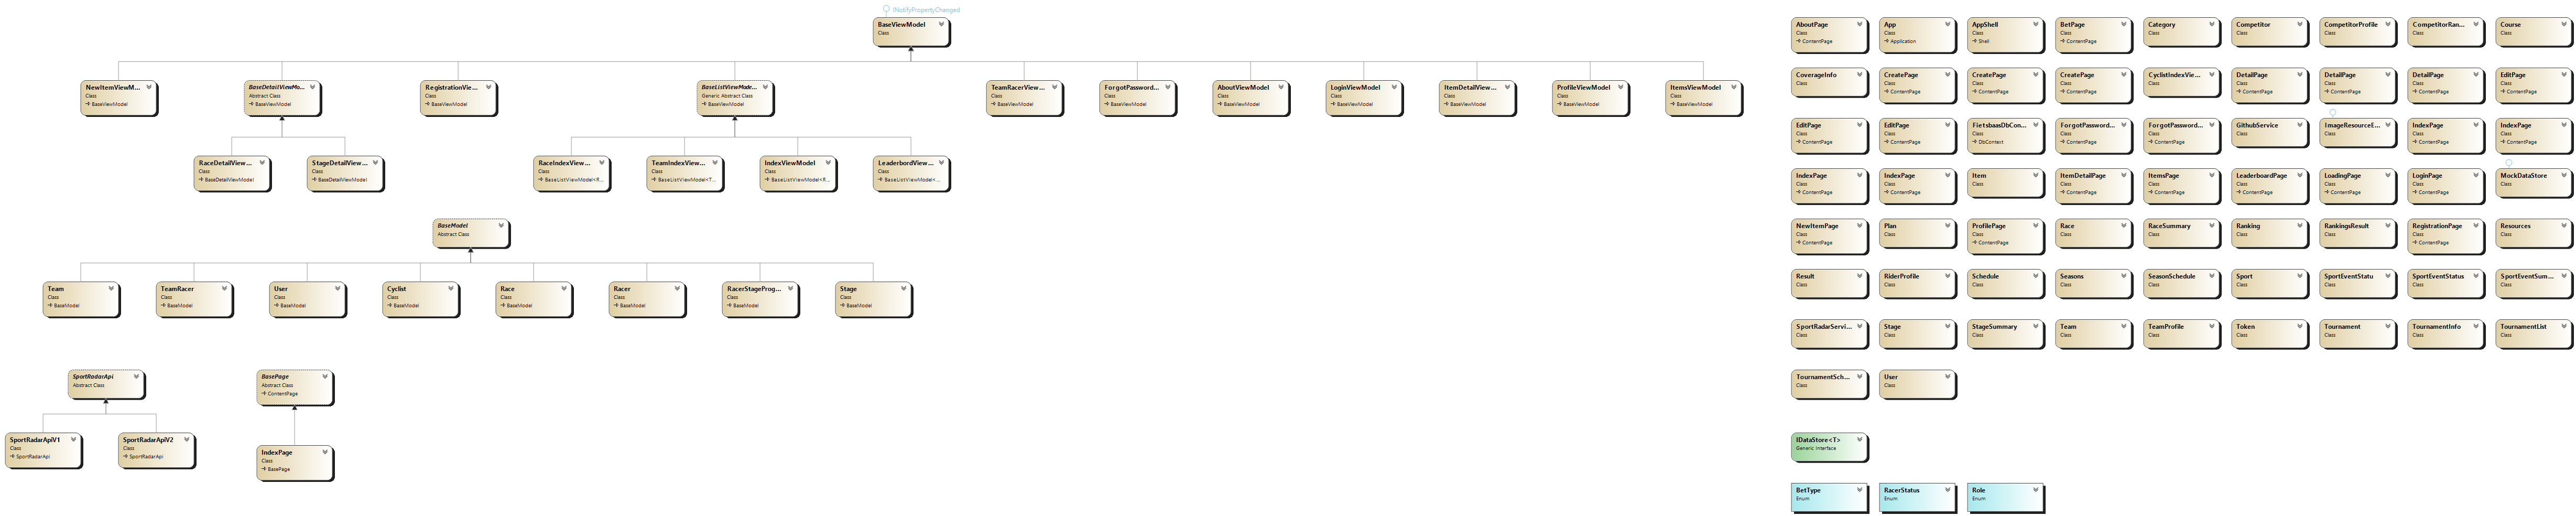 INotifyPropertyChanged
BaseViewModel
Class
NewItemViewM...
Class
BaseViewModel
BaseDetailViewMo...
Abstract Class
BaseViewModel
RegistrationVie...
Class
BaseViewModel
BaseListViewMode...
Generic Abstract Class
BaseViewModel
TeamRacerView...
Class
BaseViewModel
ForgotPassword...
Class
BaseViewModel
AboutViewModel
Class
BaseViewModel
LoginViewModel
Class
BaseViewModel
ItemDetailView...
Class
BaseViewModel
ProfileViewModel
Class
BaseViewModel
ItemsViewModel
Class
BaseViewModel
RaceDetailView...
Class
BaseDetailViewModel
StageDetailView...
Class
BaseDetailViewModel
RaceIndexView...
Class
BaseListViewModel<R...
TeamIndexView...
Class
BaseListViewModel<T...
IndexViewModel
Class
BaseListViewModel<R...
LeaderbordView...
Class
BaseListViewModel<...
BaseModel
Abstract Class
Team
Class
BaseModel
TeamRacer
Class
BaseModel
User
Class
BaseModel
Cyclist
Class
BaseModel
Race
Class
BaseModel
Racer
Class
BaseModel
RacerStageProg...
Class
BaseModel
Stage
Class
BaseModel
SportRadarApi
Abstract Class
SportRadarApiV1
Class
SportRadarApi
SportRadarApiV2
Class
SportRadarApi
BasePage
Abstract Class
ContentPage
IndexPage
Class
BasePage
AboutPage
Class
ContentPage
App
Class
Application
AppShell
Class
Shell
BetPage
Class
ContentPage
Category
Class
Competitor
Class
CompetitorProfile
Class
CompetitorRan...
Class
Course
Class
CoverageInfo
Class
CreatePage
Class
ContentPage
CreatePage
Class
ContentPage
CreatePage
Class
ContentPage
CyclistIndexVie...
Class
DetailPage
Class
ContentPage
DetailPage
Class
ContentPage
DetailPage
Class
ContentPage
EditPage
Class
ContentPage
EditPage
Class
ContentPage
EditPage
Class
ContentPage
FietsbaasDbCon...
Class
DbContext
ForgotPassword...
Class
ContentPage
ForgotPassword...
Class
ContentPage
GithubService
Class
ImageResourceE...
Class
IndexPage
Class
ContentPage
IndexPage
Class
ContentPage
IndexPage
Class
ContentPage
IndexPage
Class
ContentPage
Item
Class
ItemDetailPage
Class
ContentPage
ItemsPage
Class
ContentPage
LeaderboardPage
Class
ContentPage
LoadingPage
Class
ContentPage
LoginPage
Class
ContentPage
MockDataStore
Class
NewItemPage
Class
ContentPage
Plan
Class
ProfilePage
Class
ContentPage
Race
Class
RaceSummary
Class
Ranking
Class
RankingsResult
Class
RegistrationPage
Class
ContentPage
Resources
Class
Result
Class
RiderProfile
Class
Schedule
Class
Seasons
Class
SeasonSchedule
Class
Sport
Class
SportEventStatu
Class
SportEventStatus
Class
SportEventSum...
Class
SportRadarServi...
Class
Stage
Class
StageSummary
Class
Team
Class
TeamProfile
Class
Token
Class
Tournament
Class
TournamentInfo
Class
TournamentList
Class
TournamentSch...
Class
User
Class
IDataStore<T>
Generic Interface
BetType
Enum
RacerStatus
Enum
Role
Enum